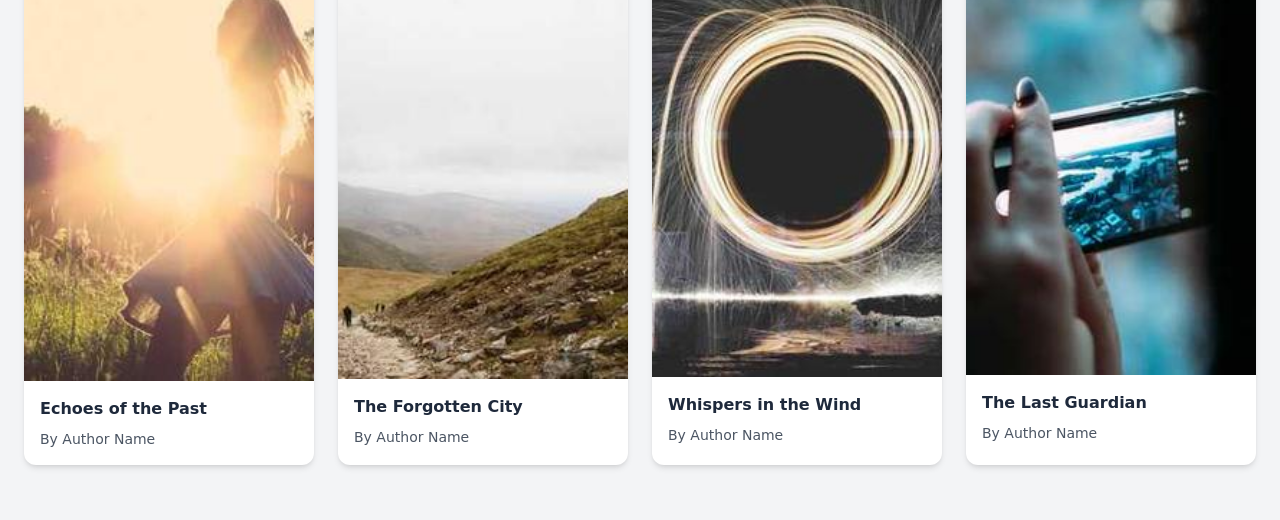 Echoes of the Past
By Author Name
The Forgotten City
By Author Name
Whispers in the Wind
By Author Name
The Last Guardian
By Author Name